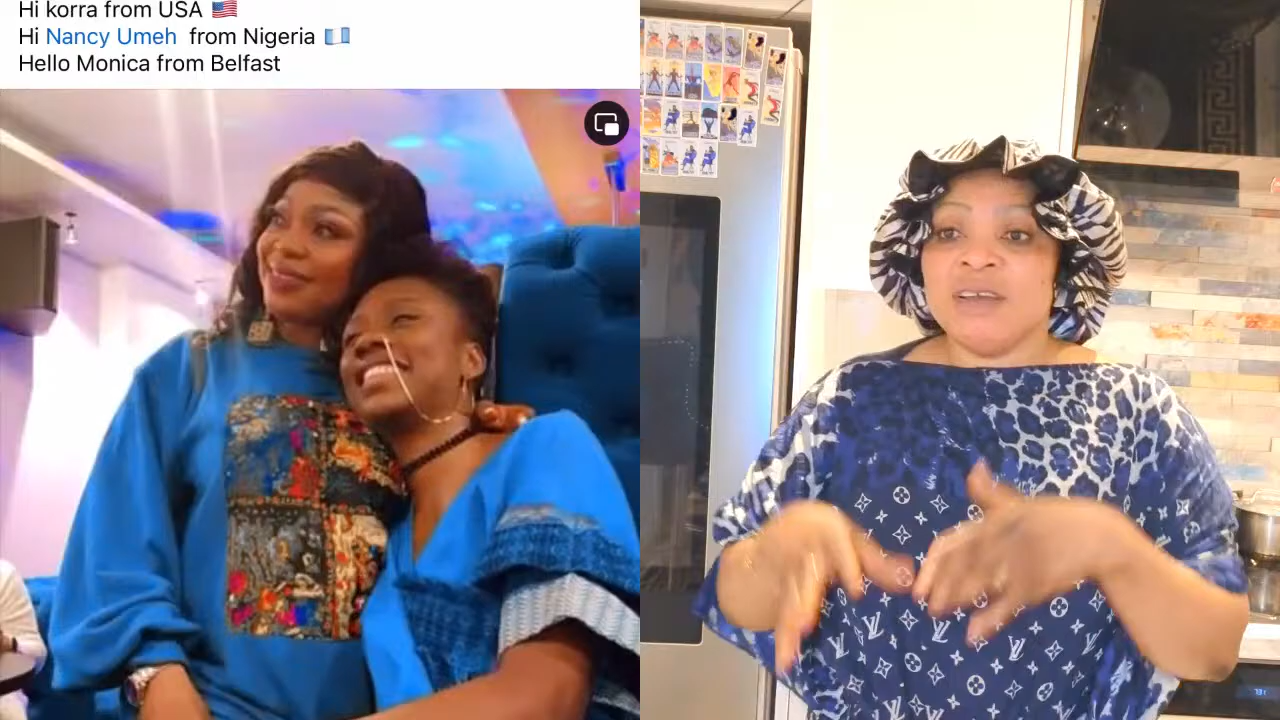 Hi korra from USA 🇺🇸
Hi Nancy Umeh from Nigeria 🇬🇹
Hello Monica from Belfast